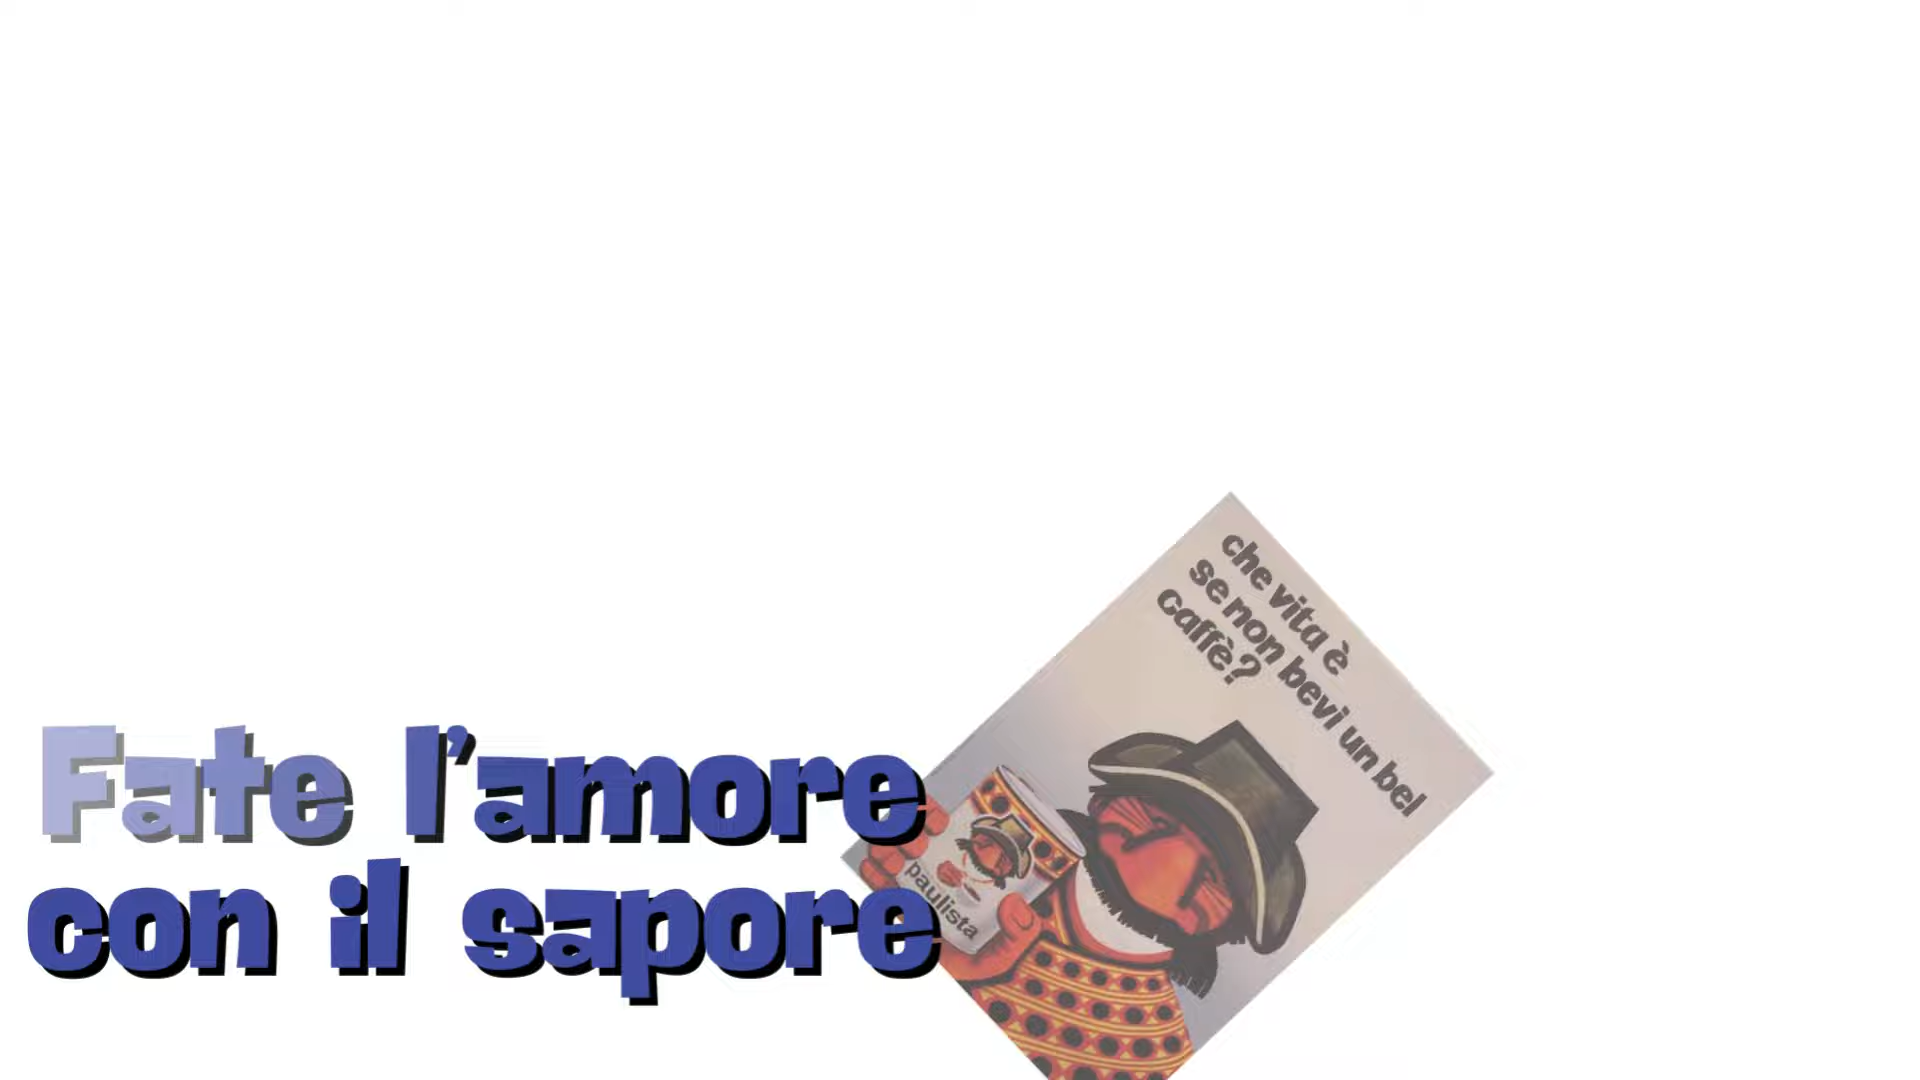 Fate l'amore
con il sapore
che vita è
se non bevi un bel
caffè?
paulista